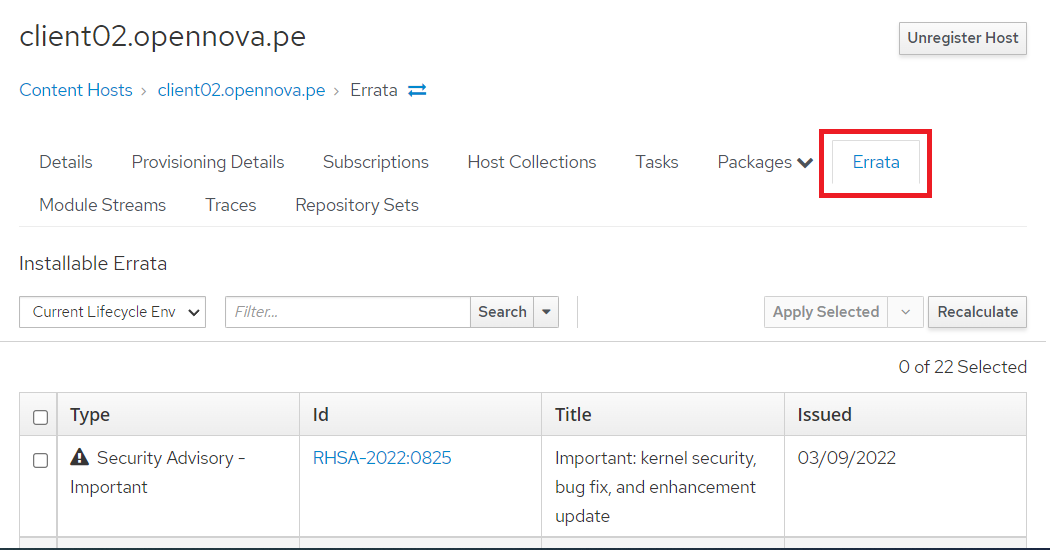 client02.opennova.pe
Unregister Host
Content Hosts › client02.opennova.pe › Errata
Details Provisioning Details Subscriptions Host Collections Tasks Packages Errata
Module Streams Traces Repository Sets
Installable Errata
Current Lifecycle Env Filter... Search Apply Selected Recalculate
0 of 22 Selected
Type Id Title Issued
Security Advisory - RHSA-2022:0825 Important: kernel security, 03/09/2022
Important bug fix, and enhancement
update